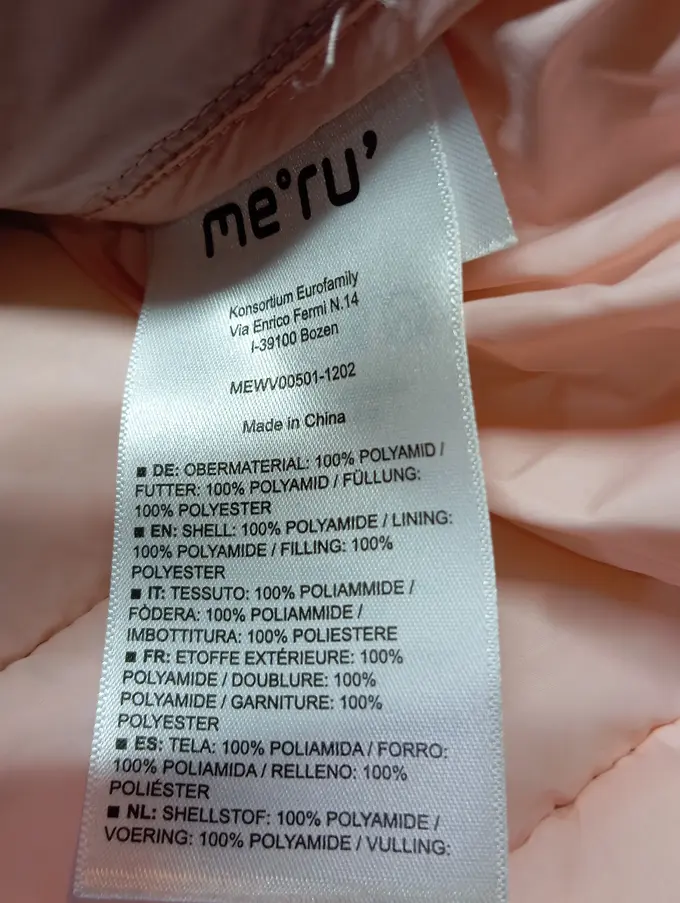 me°ru'
Konsortium Eurofamily
Via Enrico Fermi N.14
I-39100 Bozen
MEWV00501-1202
Made in China
■ DE: OBERMATERIAL: 100% POLYAMID /
FUTTER: 100% POLYAMID / FÜLLUNG:
100% POLYESTER
■ EN: SHELL: 100% POLYAMIDE / LINING:
100% POLYAMIDE / FILLING: 100%
POLYESTER
■ IT: TESSUTO: 100% POLIAMMIDE /
FÒDERA: 100% POLIAMMIDE /
IMBOTTITURA: 100% POLIESTERE
■ FR: ETOFFE EXTÉRIEURE: 100%
POLYAMIDE / DOUBLURE: 100%
POLYAMIDE / GARNITURE: 100%
POLYESTER
■ ES: TELA: 100% POLIAMIDA / FORRO:
100% POLIAMIDA / RELLENO: 100%
POLIÉSTER
■ NL: SHELLSTOF: 100% POLYAMIDE /
VOERING: 100% POLYAMIDE / VULLING: